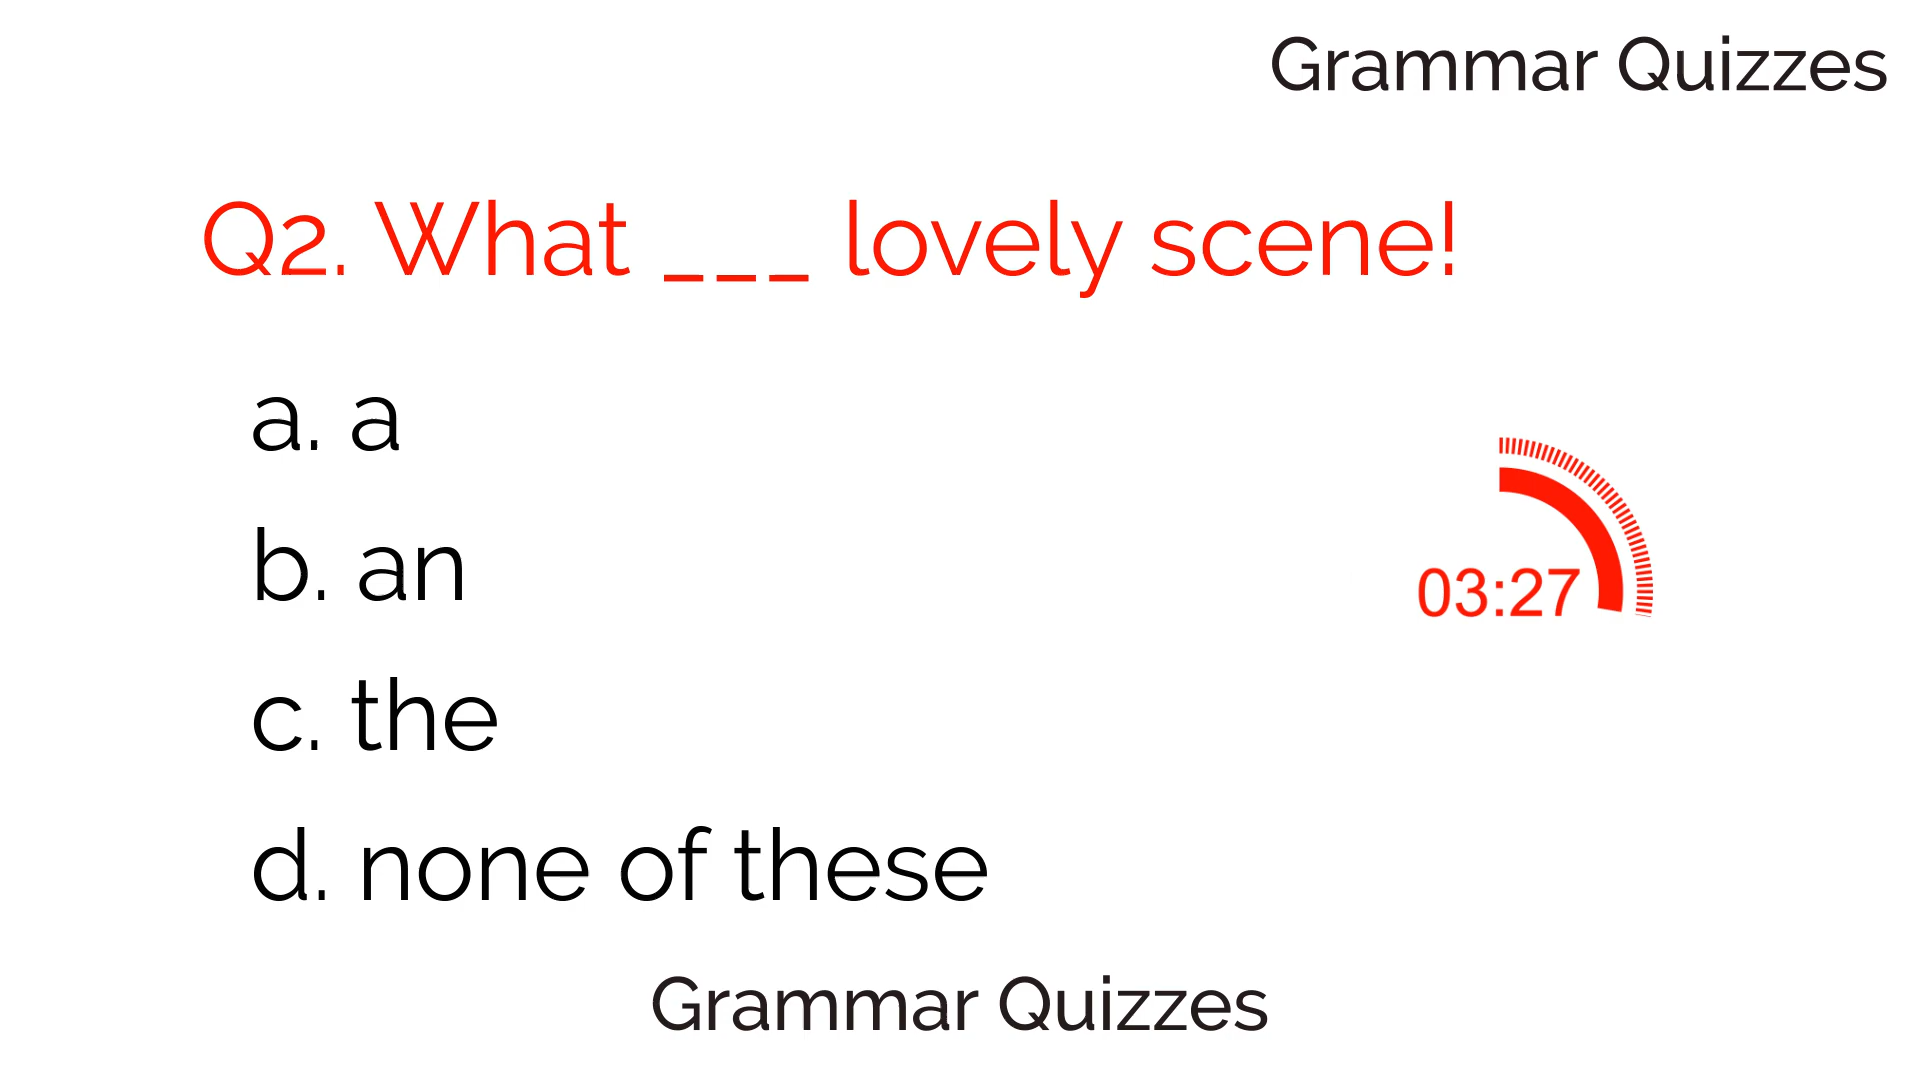 Grammar Quizzes
Q2. What ___ lovely scene!
a. a
b. an
03:27
c. the
d. none of these
Grammar Quizzes